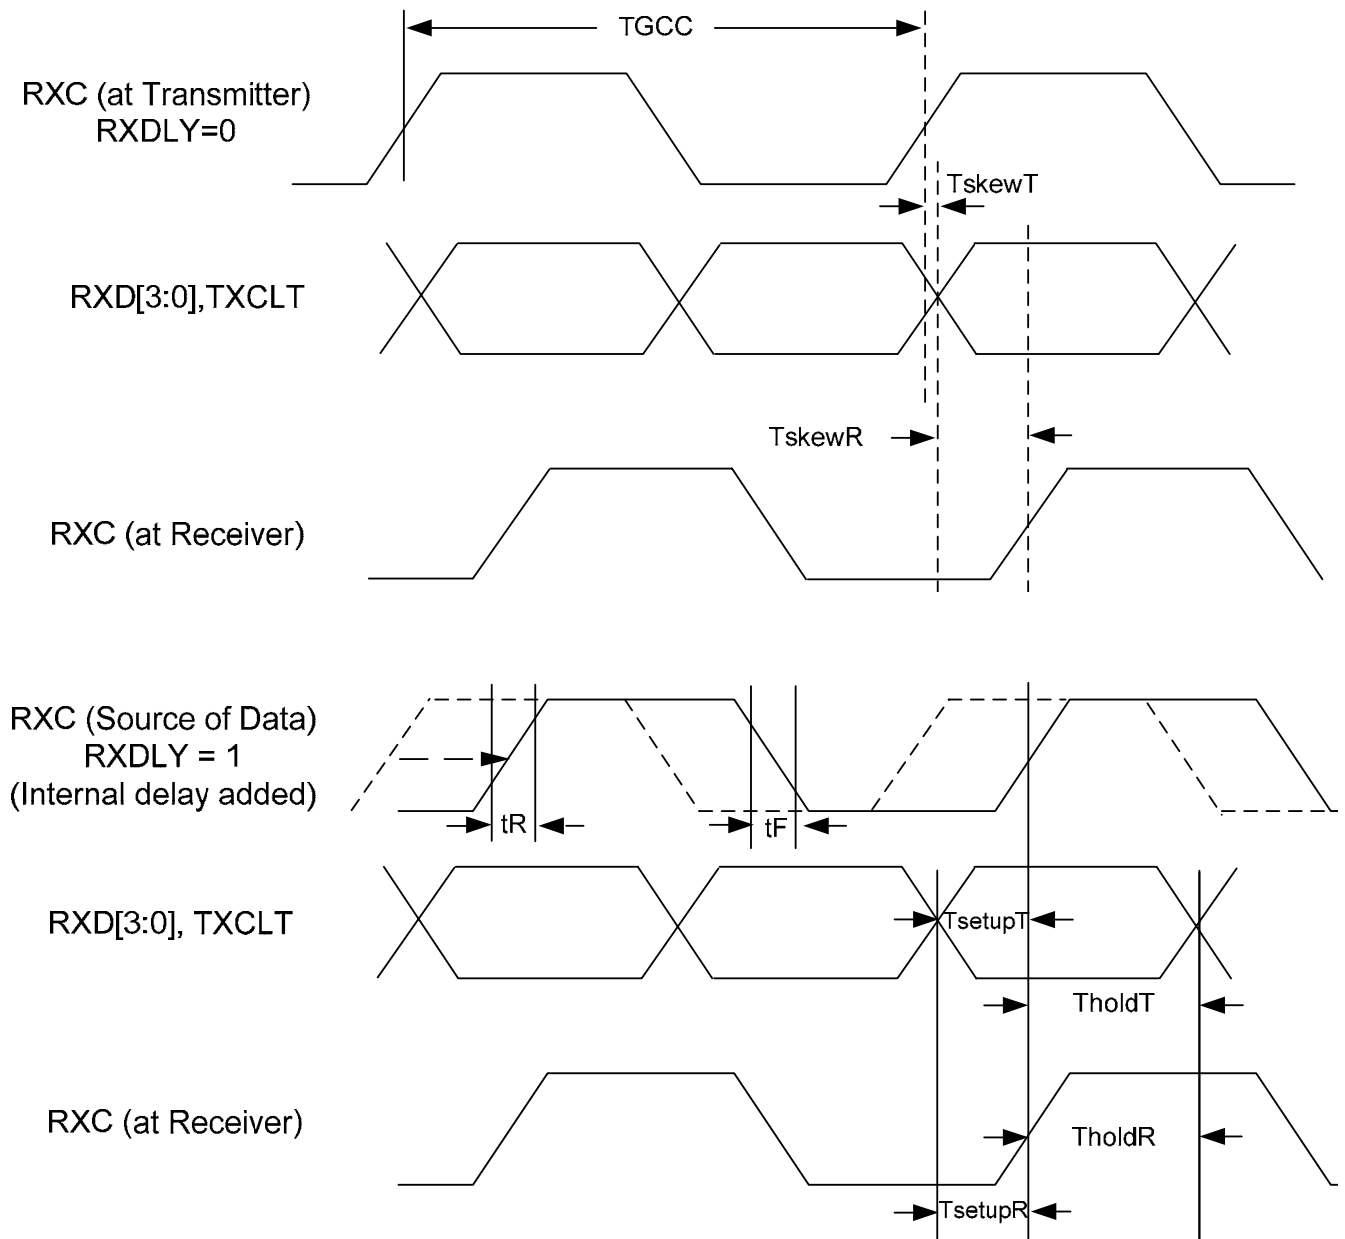 TGCC
RXC (at Transmitter)
RXDLY=0
TskewT
RXD[3:0],TXCLT
TskewR
RXC (at Receiver)
RXC (Source of Data)
RXDLY = 1
(Internal delay added)
tR
tF
RXD[3:0], TXCLT
TsetupT
TholdT
RXC (at Receiver)
TholdR
TsetupR